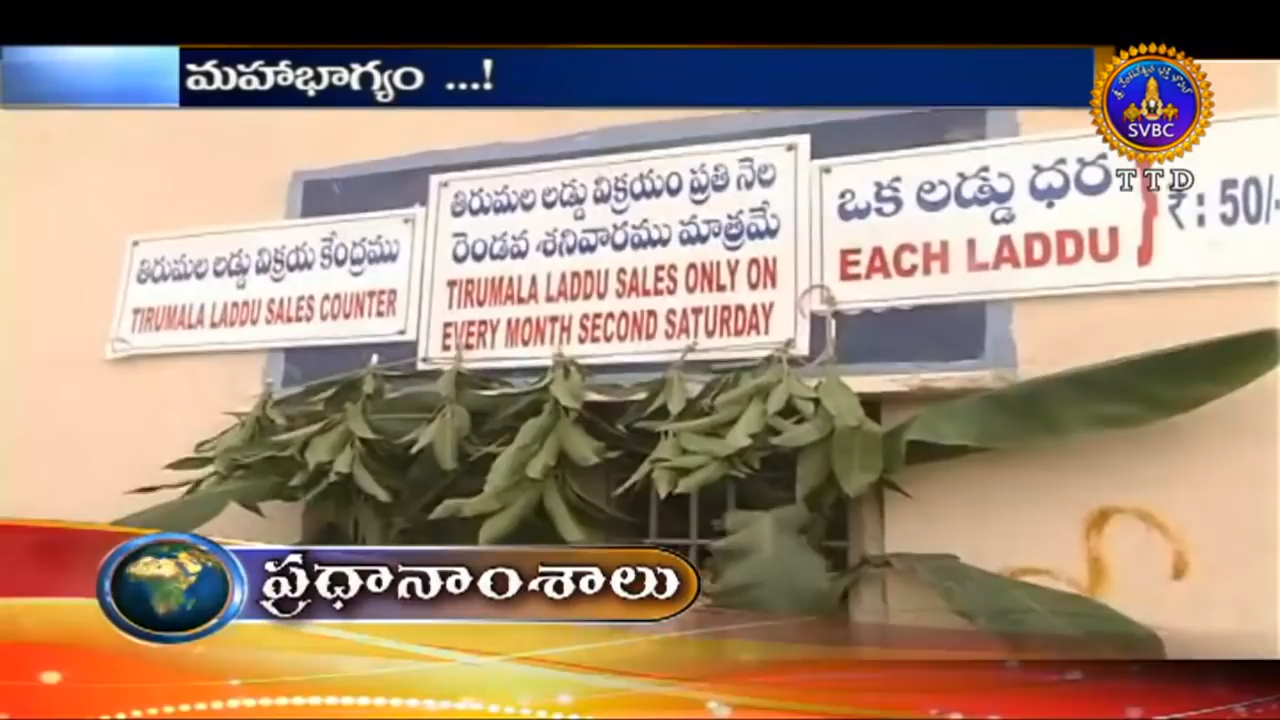 మహాభాగ్యం ...!
SVBC
TTD
తిరుమల లడ్డు విక్రయ కేంద్రము
TIRUMALA LADDU SALES COUNTER
తిరుమల లడ్డు విక్రయం ప్రతి నెల
రెండవ శనివారము మాత్రమే
TIRUMALA LADDU SALES ONLY ON
EVERY MONTH SECOND SATURDAY
ఒక లడ్డు ధర
EACH LADDU
₹: 50/-
ప్రధానాంశాలు